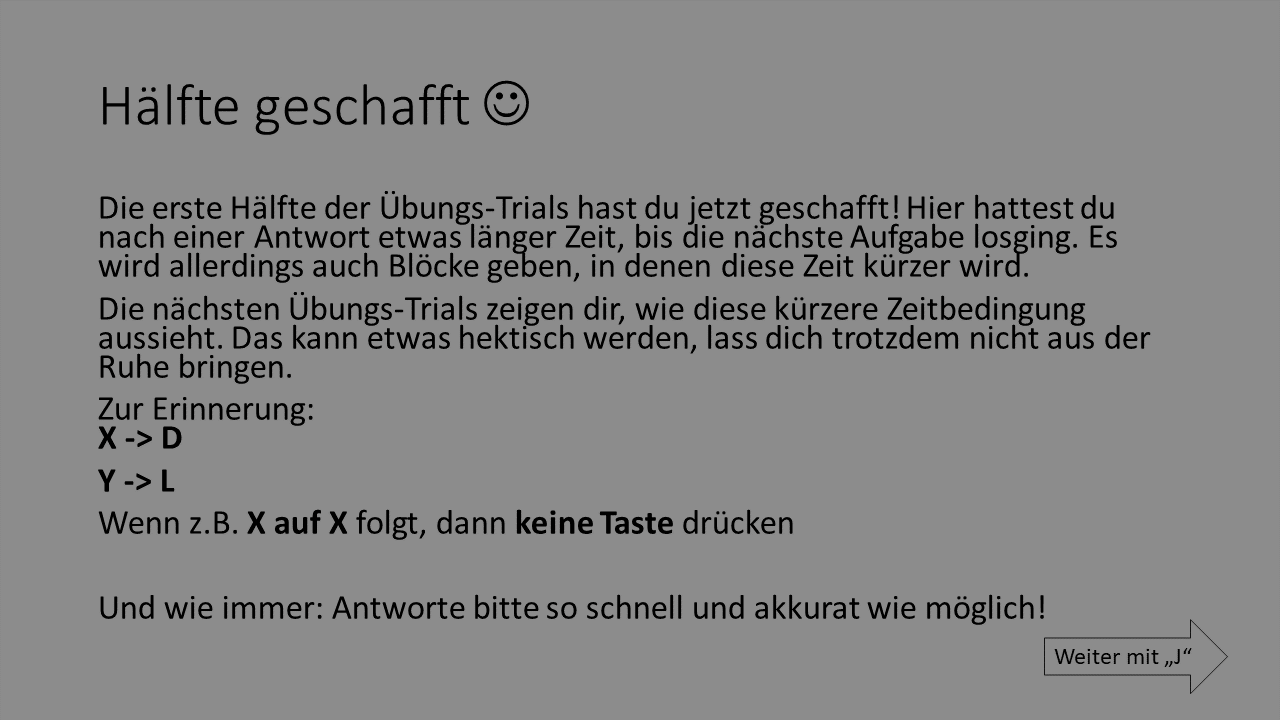 Hälfte geschafft ☺
Die erste Hälfte der Übungs-Trials hast du jetzt geschafft! Hier hattest du
nach einer Antwort etwas länger Zeit, bis die nächste Aufgabe losging. Es
wird allerdings auch Blöcke geben, in denen diese Zeit kürzer wird.
Die nächsten Übungs-Trials zeigen dir, wie diese kürzere Zeitbedingung
aussieht. Das kann etwas hektisch werden, lass dich trotzdem nicht aus der
Ruhe bringen.
Zur Erinnerung:
X -> D
Y -> L
Wenn z.B. X auf X folgt, dann keine Taste drücken
Und wie immer: Antworte bitte so schnell und akkurat wie möglich!
Weiter mit „J“